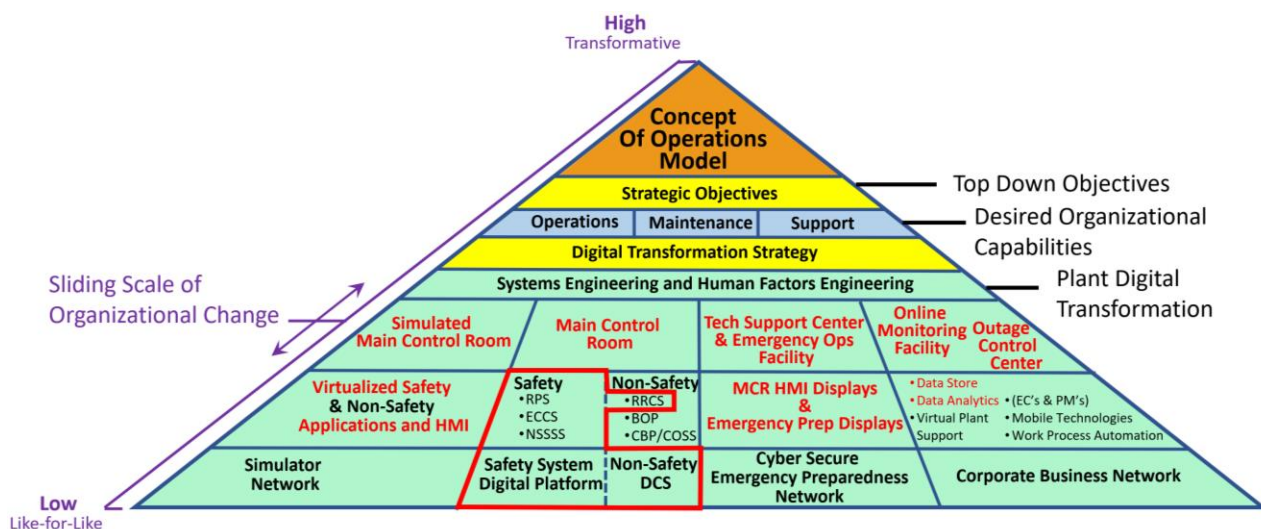 High
Transformative
Concept
Of Operations
Model
Strategic Objectives
Top Down Objectives
Operations
Maintenance
Support
Desired Organizational
Capabilities
Digital Transformation Strategy
Systems Engineering and Human Factors Engineering
Plant Digital
Transformation
Sliding Scale of
Organizational Change
Simulated
Main Control Room
Main Control
Room
Tech Support Center
& Emergency Ops
Facility
Online
Monitoring
Facility
Outage
Control
Center
Virtualized Safety
& Non-Safety
Applications and HMI
Safety
•RPS
•ECCS
•NSSSS
Non-Safety
•RRCS
•BOP
•CBP/COSS
MCR HMI Displays
&
Emergency Prep Displays
•Data Store
•Data Analytics
•Virtual Plant
Support
•(EC's & PM's)
•Mobile Technologies
•Work Process Automation
Simulator
Network
Safety System
Digital Platform
Non-Safety
DCS
Cyber Secure
Emergency Preparedness
Network
Corporate Business Network
Low
Like-for-Like